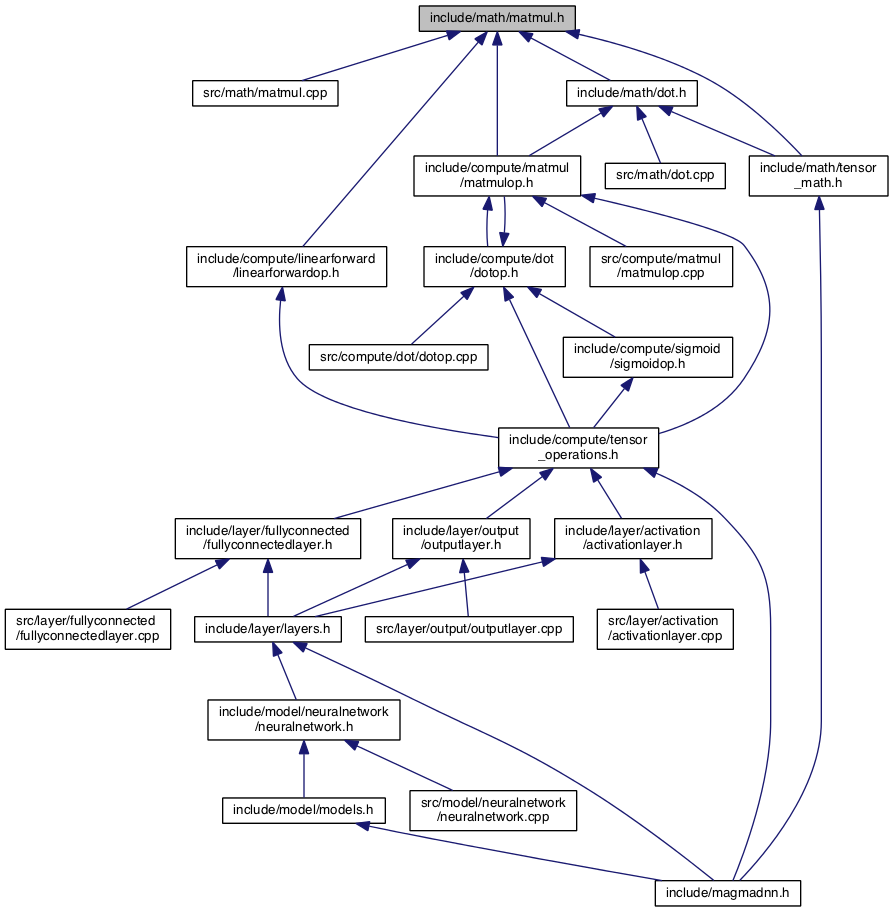 include/math/matmul.h
src/math/matmul.cpp
include/math/dot.h
include/compute/matmul
/matmulop.h
src/math/dot.cpp
include/math/tensor
_math.h
include/compute/linearforward
/linearforwardop.h
include/compute/dot
/dotop.h
src/compute/matmul
/matmulop.cpp
src/compute/dot/dotop.cpp
include/compute/sigmoid
/sigmoidop.h
include/compute/tensor
_operations.h
include/layer/fullyconnected
/fullyconnectedlayer.h
include/layer/output
/outputlayer.h
include/layer/activation
/activationlayer.h
src/layer/fullyconnected
/fullyconnectedlayer.cpp
include/layer/layers.h
src/layer/output/outputlayer.cpp
src/layer/activation
/activationlayer.cpp
include/model/neuralnetwork
/neuralnetwork.h
include/model/models.h
src/model/neuralnetwork
/neuralnetwork.cpp
include/magmadnn.h